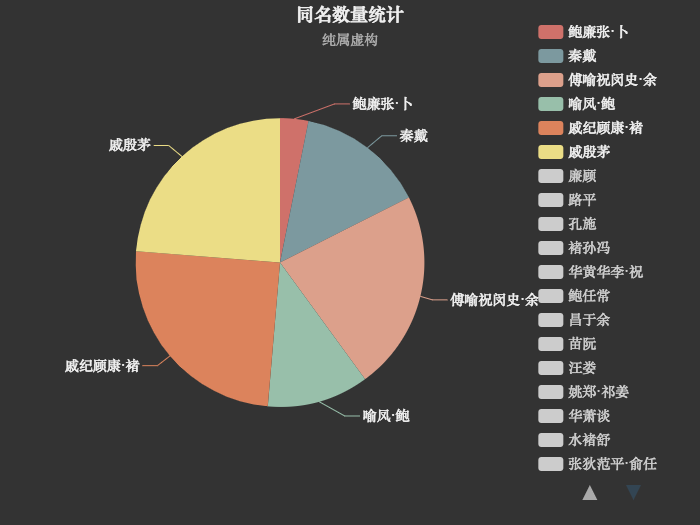 同名数量统计
纯属虚构
鲍廉张·卜
秦戴
傅喻祝闵史·余
喻凤·鲍
戚纪顾康·褚
戚殷茅
鲍廉张·卜
秦戴
傅喻祝闵史·余
喻凤·鲍
戚纪顾康·褚
戚殷茅
廉顾
路平
孔施
褚孙冯
华黄华李·祝
鲍任常
昌于余
苗阮
汪娄
姚郑·祁姜
华萧谈
水褚舒
张狄范平·俞任